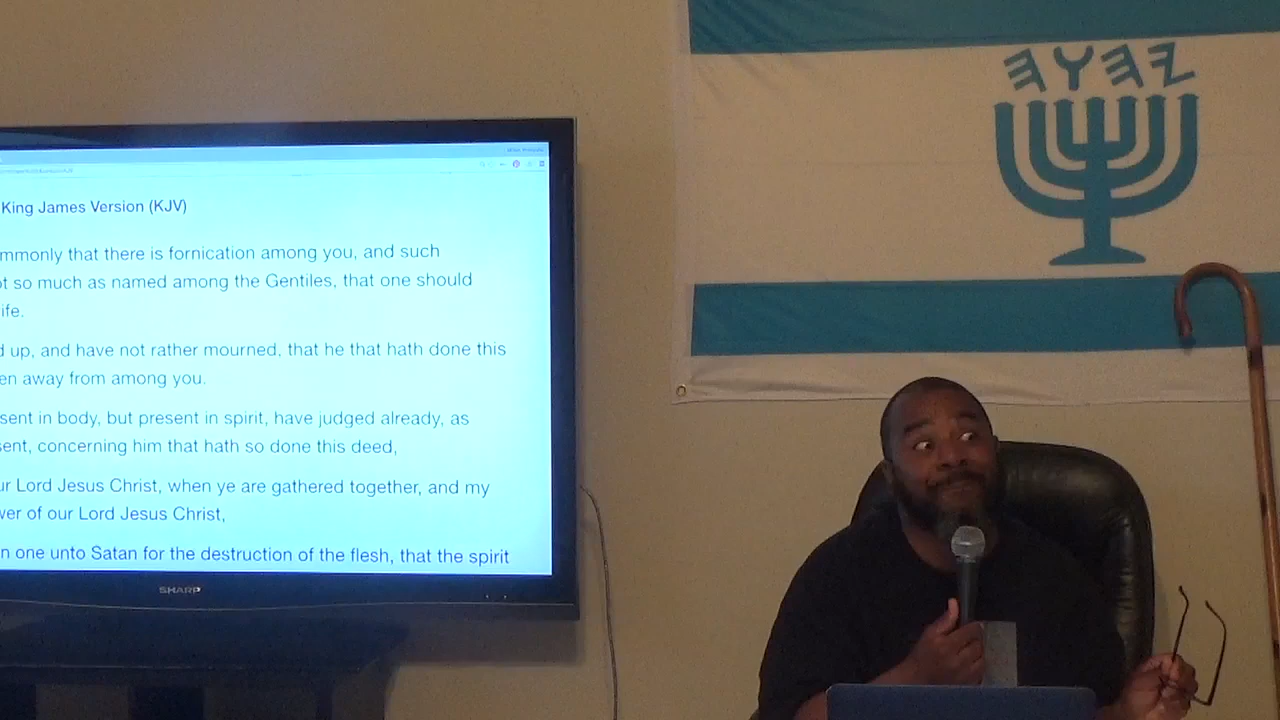 𐤉𐤄𐤅𐤄
King James Version (KJV)
mmonly that there is fornication among you, and such
ot so much as named among the Gentiles, that one should
ife.
d up, and have not rather mourned, that he that hath done this
en away from among you.
sent in body, but present in spirit, have judged already, as
sent, concerning him that hath so done this deed,
ur Lord Jesus Christ, when ye are gathered together, and my
wer of our Lord Jesus Christ,
n one unto Satan for the destruction of the flesh, that the spirit
SHARP